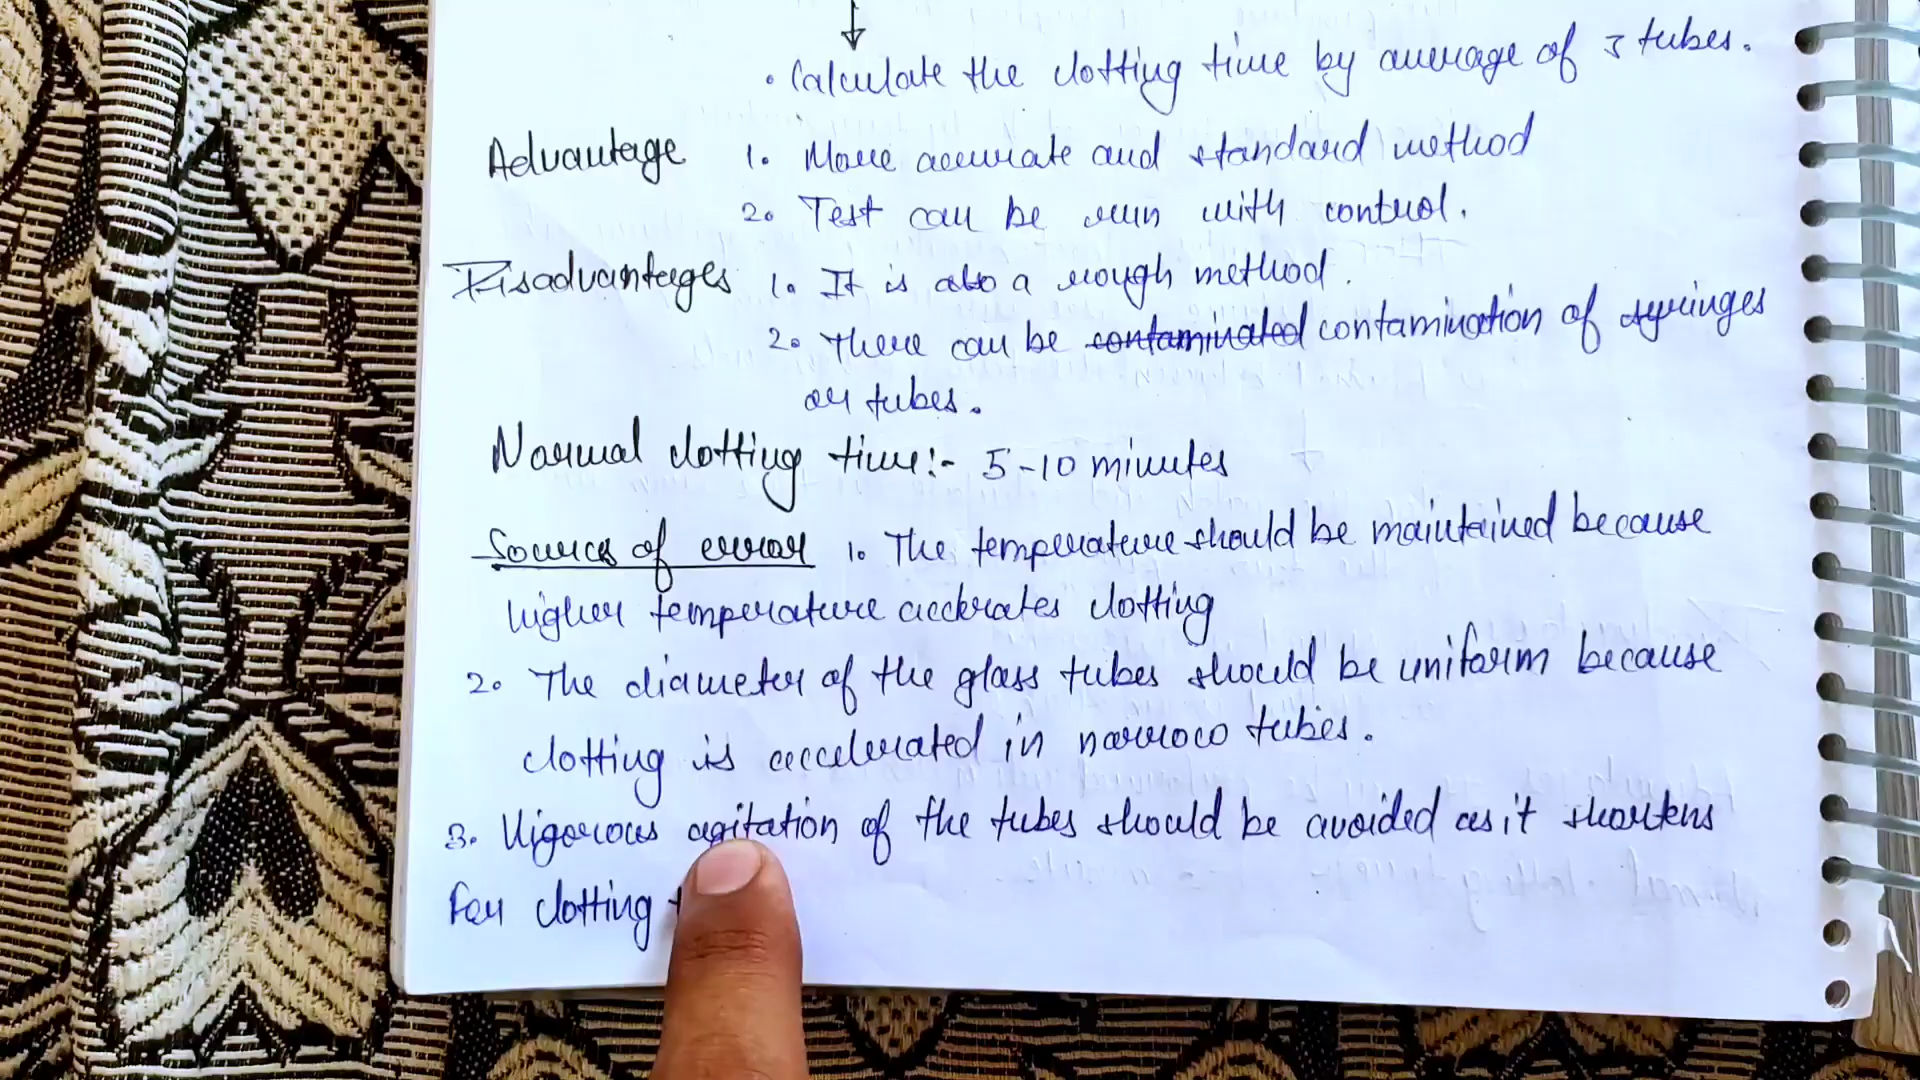 • Calculate the clotting time by average of 3 tubes.
Advantage 1. More accurate and standard method
2. Test can be run with control.
Disadvantages 1. It is also a rough method.
2. There can be contaminated contamination of syringes
or tubes.
Normal clotting time:- 5-10 minutes
Sources of error 1. The temperature should be maintained because
higher temperature acclerates clotting
2. The diameter of the glass tubes should be uniform because
clotting is accelerated in narrow tubes.
3. Vigorous agitation of the tubes should be avoided as it shortens
for clotting